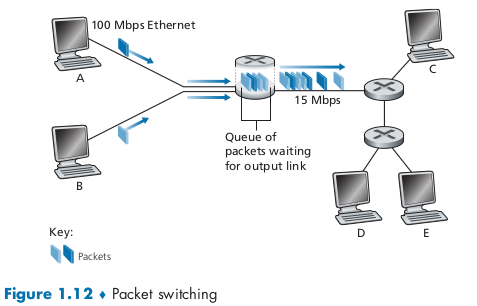 100 Mbps Ethernet
A
C
15 Mbps
Queue of
packets waiting
for output link
B
D
E
Key:
Packets
Figure 1.12 ♦ Packet switching